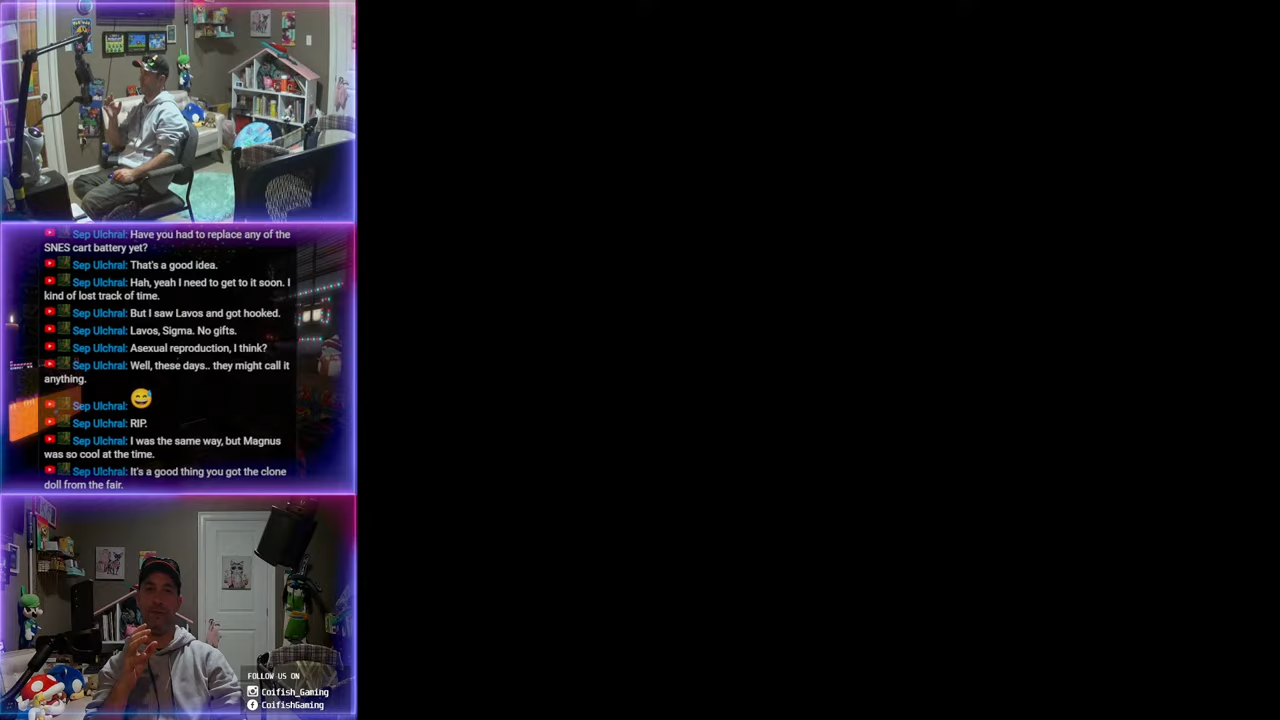 Sep Ulchral: Have you had to replace any of the
SNES cart battery yet?
Sep Ulchral: That's a good idea.
Sep Ulchral: Hah, yeah I need to get to it soon. I
kind of lost track of time.
Sep Ulchral: But I saw Lavos and got hooked.
Sep Ulchral: Lavos, Sigma. No gifts.
Sep Ulchral: Asexual reproduction, I think?
Sep Ulchral: Well, these days.. they might call it
anything.
Sep Ulchral: 😅
Sep Ulchral: RIP.
Sep Ulchral: I was the same way, but Magnus
was so cool at the time.
Sep Ulchral: It's a good thing you got the clone
doll from the fair.
FOLLOW US ON
Coifish_Gaming
CoifishGaming